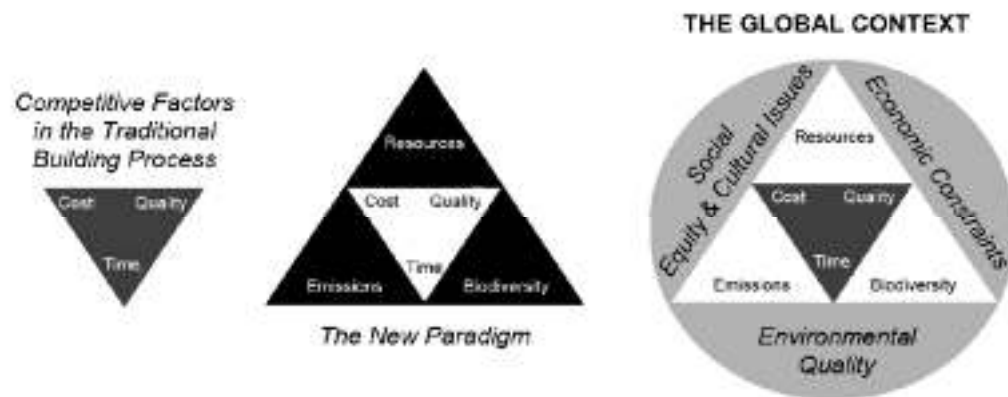 Competitive Factors
in the Traditional
Building Process
Cost Quality
Time
Resources
Cost Quality
Time
Emissions Biodiversity
The New Paradigm
THE GLOBAL CONTEXT
Social
Equity & Cultural Issues
Economic Constraints
Resources
Cost Quality
Time
Emissions Biodiversity
Environmental
Quality